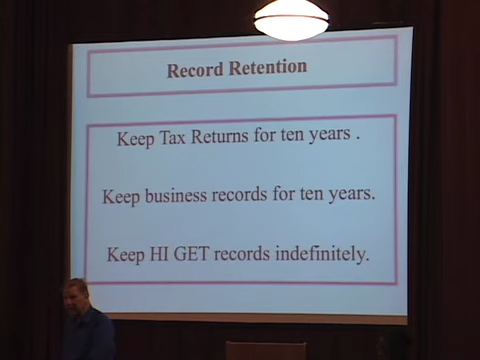 Record Retention
Keep Tax Returns for ten years .
Keep business records for ten years.
Keep HI GET records indefinitely.